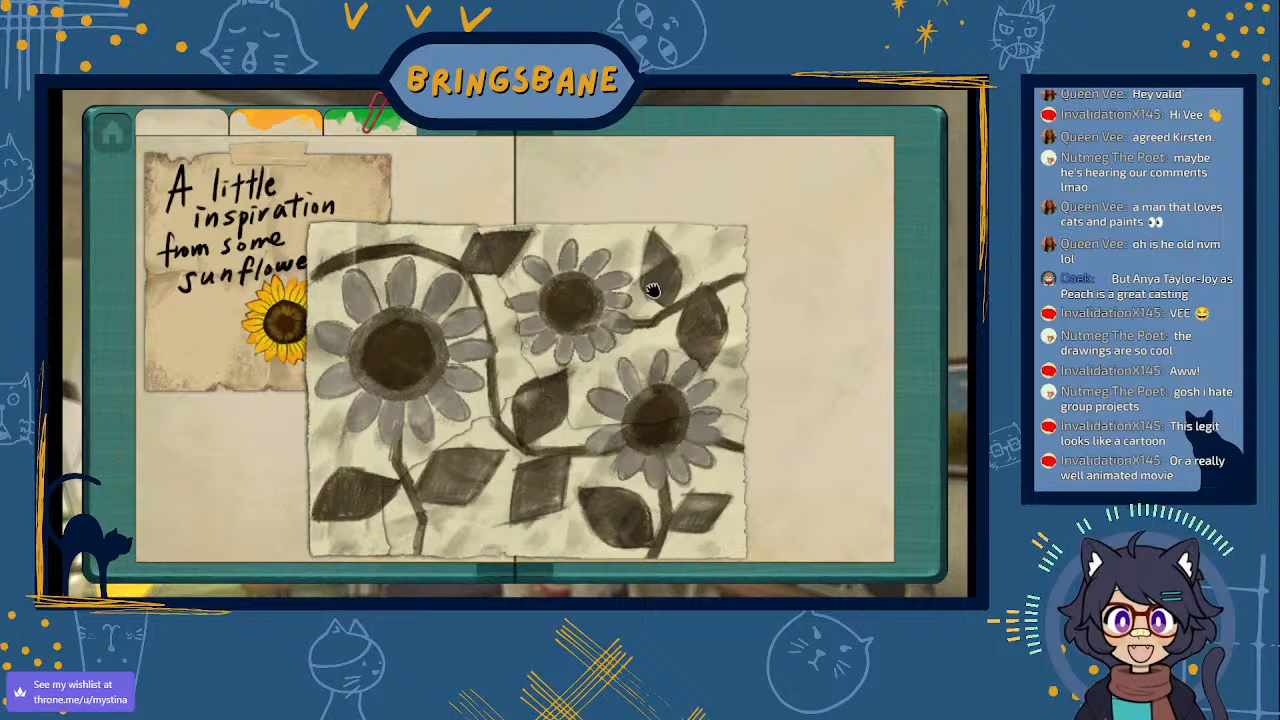 BRINGSBANE
A little
inspiration
from some
sunflowe
Queen Vee: Hey valid
InvalidationX145: Hi Vee 👋
Queen Vee: agreed Kirsten.
Nutmeg The Poet: maybe
he's hearing our comments
lmao
Queen Vee: a man that loves
cats and paints 👀
Queen Vee: oh is he old nvm
lol
Oaek: But Anya Taylor-Joy as
Peach is a great casting
InvalidationX145: VEE 😂
Nutmeg The Poet: the
drawings are so cool
InvalidationX145: Aww!
Nutmeg The Poet: gosh i hate
group projects
InvalidationX145: This legit
looks like a cartoon
InvalidationX145: Or a really
well animated movie
See my wishlist at
throne.me/u/mystina